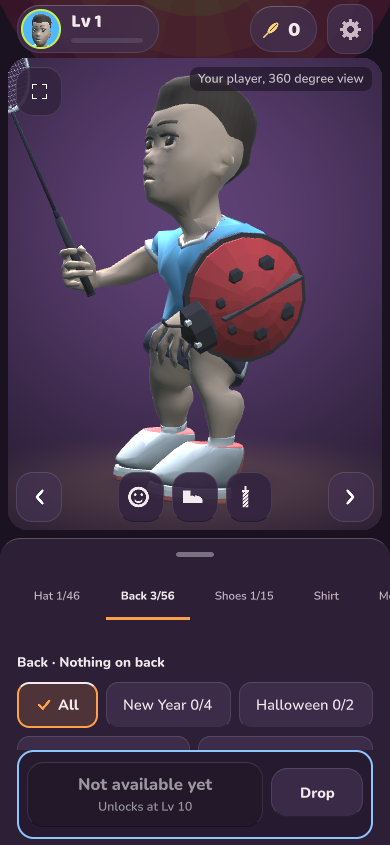 Lv 1
0
Your player, 360 degree view
Hat 1/46
Back 3/56
Shoes 1/15
Shirt
Back · Nothing on back
All
New Year 0/4
Halloween 0/2
Not available yet
Unlocks at Lv 10
Drop